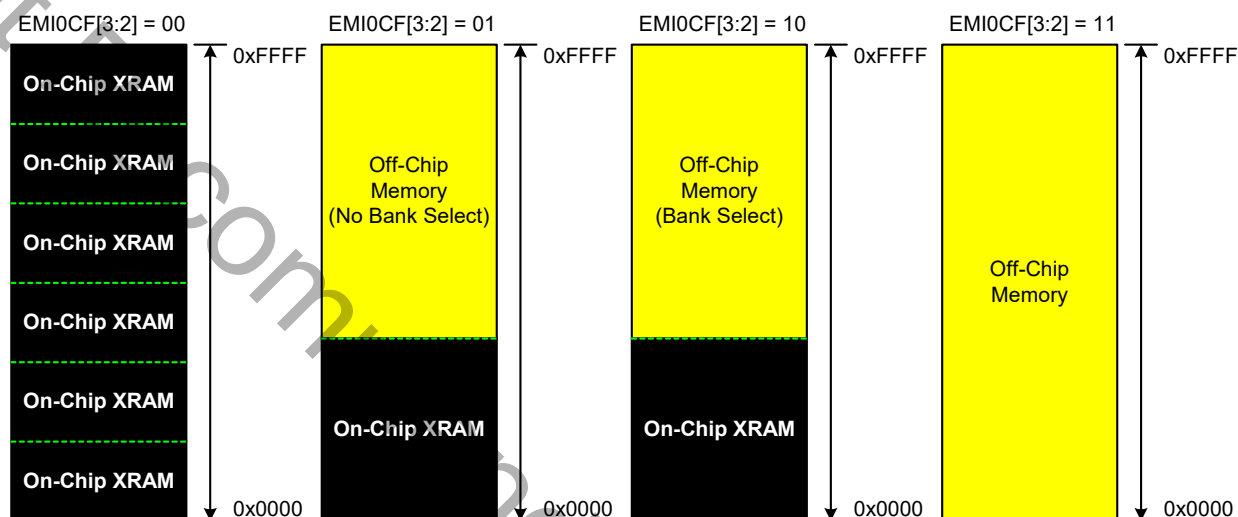 EMI0CF[3:2] = 00
EMI0CF[3:2] = 01
EMI0CF[3:2] = 10
EMI0CF[3:2] = 11
0xFFFF
0xFFFF
0xFFFF
0xFFFF
On-Chip XRAM
On-Chip XRAM
On-Chip XRAM
On-Chip XRAM
On-Chip XRAM
On-Chip XRAM
0x0000
Off-Chip
Memory
(No Bank Select)
On-Chip XRAM
0x0000
Off-Chip
Memory
(Bank Select)
On-Chip XRAM
0x0000
Off-Chip
Memory
0x0000